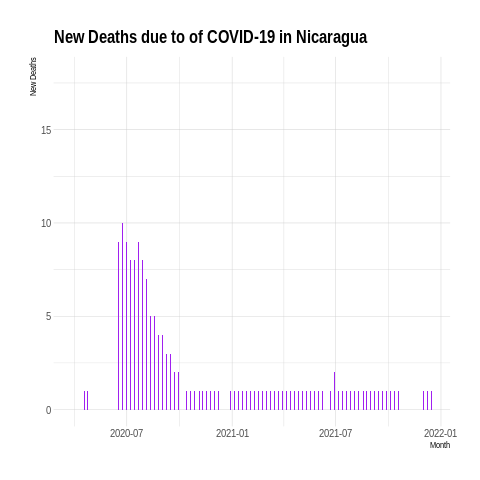 New Deaths due to of COVID-19 in Nicaragua
New Deaths
15
10
5
0
2020-07
2021-01
2021-07
2022-01
Month